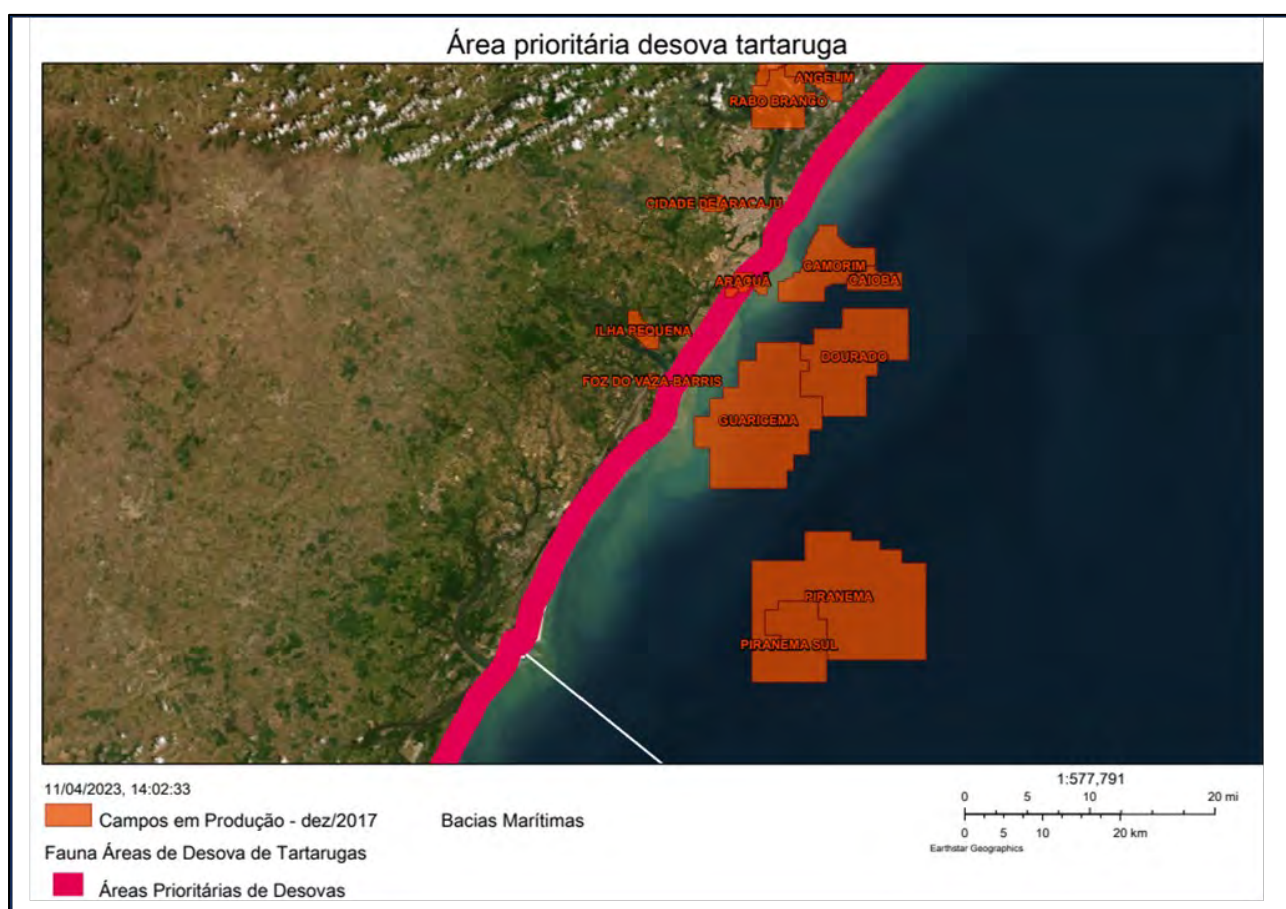 Área prioritária desova tartaruga
ANGELIM
RABO BRANCO
CIDADE DE ARACAJU
CAMORIM
ARAÇUÃ
CAIOBA
ILHA PEQUENA
DOURADO
FOZ DO VAZA-BARRIS
GUARICEMA
PIRANEMA
PIRANEMA SUL
11/04/2023, 14:02:33
1:577,791
0 5 10 20 mi
0 5 10 20 km
Earthstar Geographics
Campos em Produção - dez/2017
Bacias Marítimas
Fauna Áreas de Desova de Tartarugas
Áreas Prioritárias de Desovas